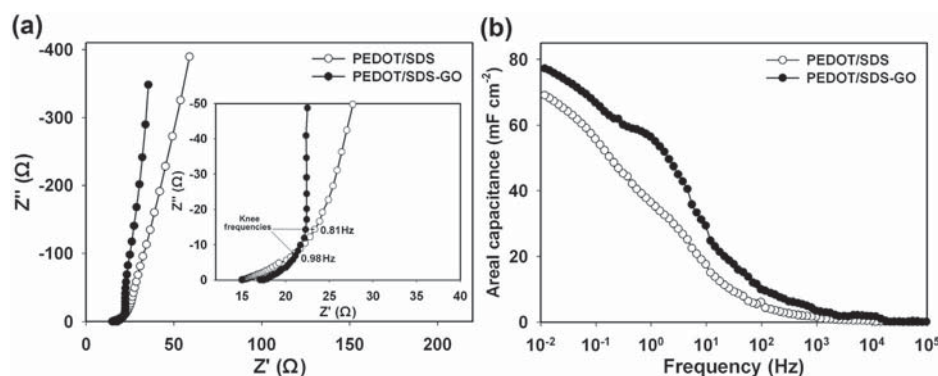 (a)
-400
-300
-200
-100
0
Z'' (Ω)
0 50 100 150 200
Z' (Ω)
PEDOT/SDS
PEDOT/SDS-GO
-50
-40
-30
-20
-10
0
Z'' (Ω)
15 20 25 30 35 40
Z' (Ω)
Knee
frequencies
0.81Hz
0.98Hz
(b)
80
60
40
20
0
Areal capacitance (mF cm⁻²)
10⁻² 10⁻¹ 10⁰ 10¹ 10² 10³ 10⁴ 10⁵
Frequency (Hz)
PEDOT/SDS
PEDOT/SDS-GO